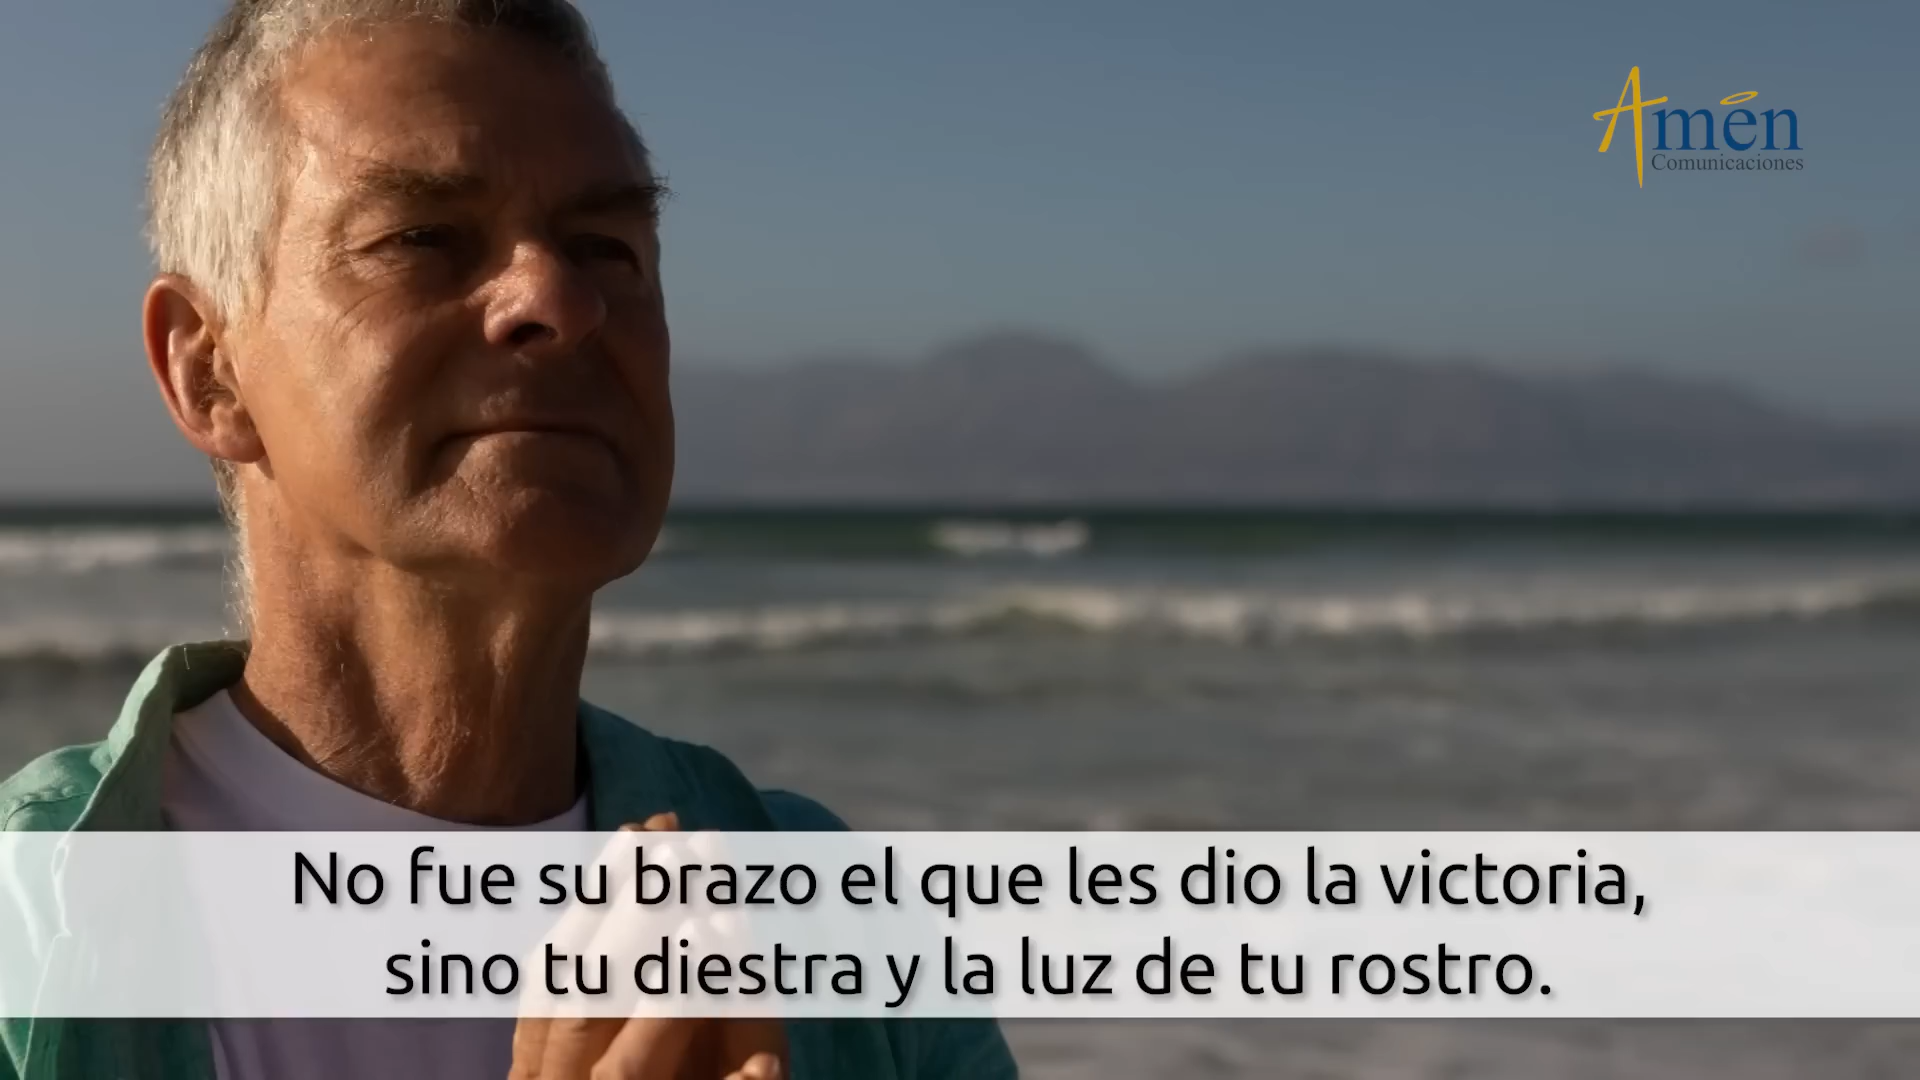 Amén
Comunicaciones
No fue su brazo el que les dio la victoria,
sino tu diestra y la luz de tu rostro.